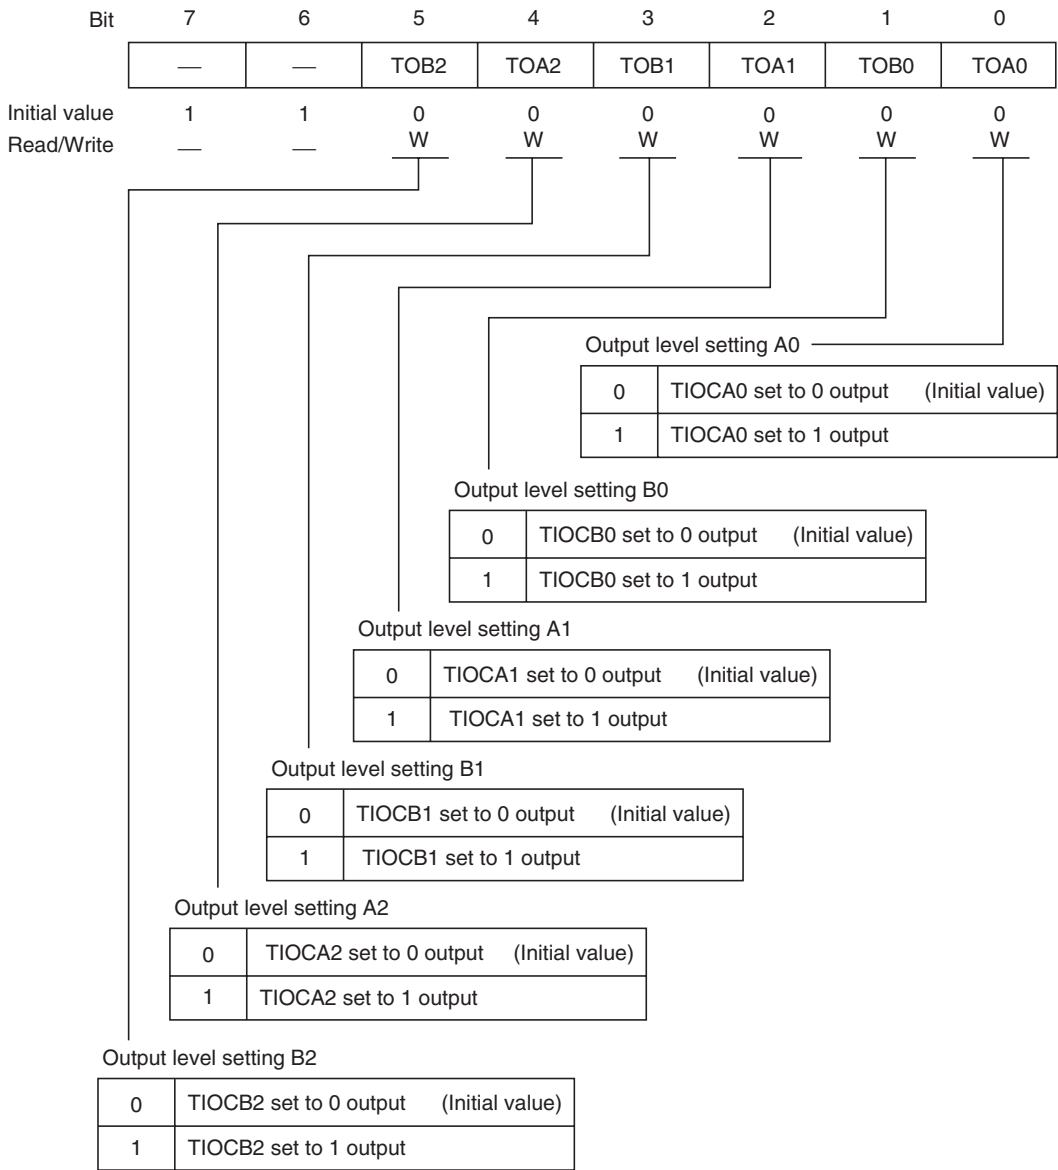 Bit 7 6 5 4 3 2 1 0
— — TOB2 TOA2 TOB1 TOA1 TOB0 TOA0
Initial value 1 1 0 0 0 0 0 0
Read/Write — — W W W W W W
Output level setting A0
0 TIOCA0 set to 0 output (Initial value)
1 TIOCA0 set to 1 output
Output level setting B0
0 TIOCB0 set to 0 output (Initial value)
1 TIOCB0 set to 1 output
Output level setting A1
0 TIOCA1 set to 0 output (Initial value)
1 TIOCA1 set to 1 output
Output level setting B1
0 TIOCB1 set to 0 output (Initial value)
1 TIOCB1 set to 1 output
Output level setting A2
0 TIOCA2 set to 0 output (Initial value)
1 TIOCA2 set to 1 output
Output level setting B2
0 TIOCB2 set to 0 output (Initial value)
1 TIOCB2 set to 1 output